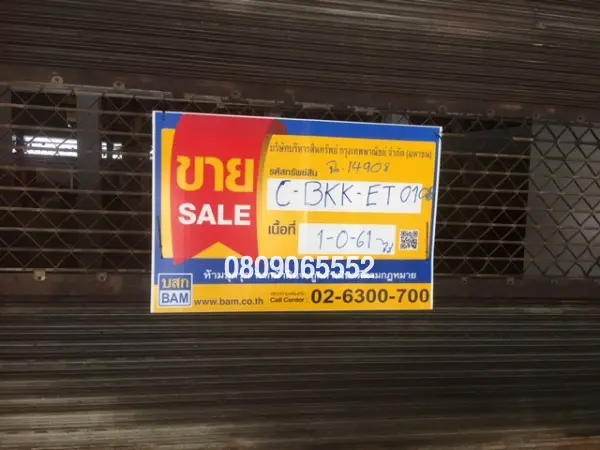 บริษัทบริหารสินทรัพย์ กรุงเทพพาณิชย์ จำกัด (มหาชน)
ขาย
SALE
รหัสทรัพย์สิน
14908
C-BKK-ET0108
เนื้อที่
1-0-61
0809065552
บสก
BAM
www.bam.co.th
Call Center :
02-6300-700